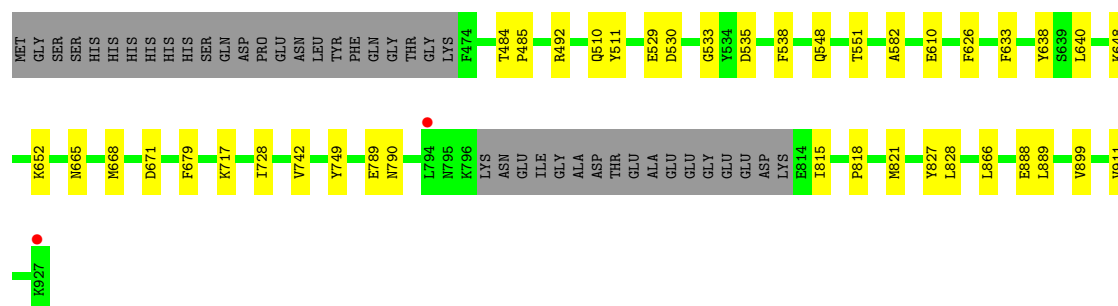 MET GLY SER SER HIS HIS HIS HIS HIS HIS SER GLN ASP PRO GLU ASN LEU TYR PHE GLN GLY THR GLY LYS F474 T484 P485 R492 Q510 Y511 E529 D530 G533 Y534 D535 F538 Q548 T551 A582 E610 F626 F633 Y638 S639 L640 K648
K652 N665 M668 D671 F679 K717 I728 V742 Y749 E789 N790 L794 N795 K796 LYS ASN GLU ILE GLY ALA ASP THR GLU ALA GLU GLU GLY GLU GLU ASP LYS E814 I815 P818 M821 Y827 L828 L866 E888 L889 V899 V911
K927